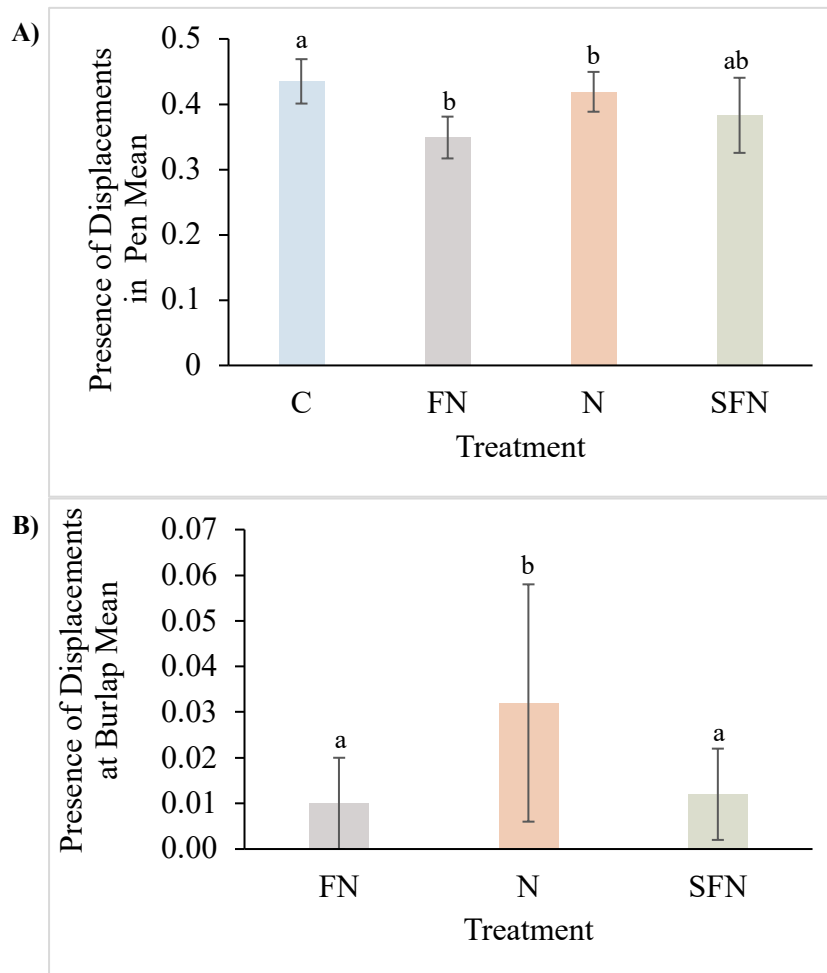 A)
Presence of Displacements
in Pen Mean
0.5
0.4
0.3
0.2
0.1
0
a
b
b
ab
C FN N SFN
Treatment
B)
Presence of Displacements
at Burlap Mean
0.07
0.06
0.05
0.04
0.03
0.02
0.01
0.00
a
b
a
FN N SFN
Treatment